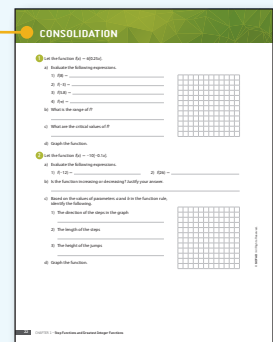 CONSOLIDATION
1 Let the function f(x) = 6[0.25x].
a) Evaluate the following expressions.
1) f(8) =
2) f(-3) =
3) f(5.8) =
4) f(π) =
b) What is the range of f?
c) What are the critical values of f?
d) Graph the function.
2 Let the function f(x) = -10[-0.1x].
a) Evaluate the following expressions.
1) f(-12) =
2) f(26) =
b) Is the function increasing or decreasing? Justify your answer.
c) Based on the values of parameters a and b in the function rule,
identify the following.
1) The direction of the steps in the graph
2) The length of the steps
3) The height of the jumps
d) Graph the function.
CHAPTER 1 – Step Functions and Greatest Integer Functions